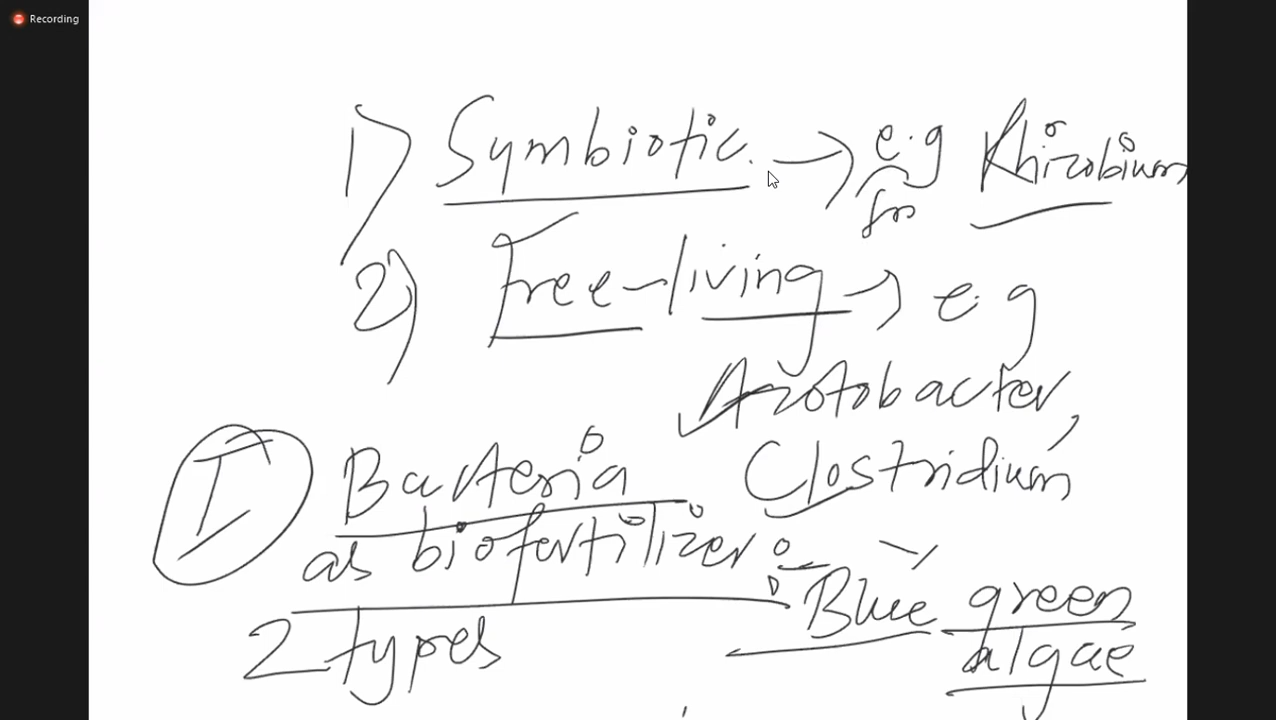 Recording
1) Symbiotic. → e.g Rhizobium
for
2) Free-living → e.g
Azotobacter,
Clostridium
I Bacteria
as biofertilizer :-
Blue green
algae
2 types